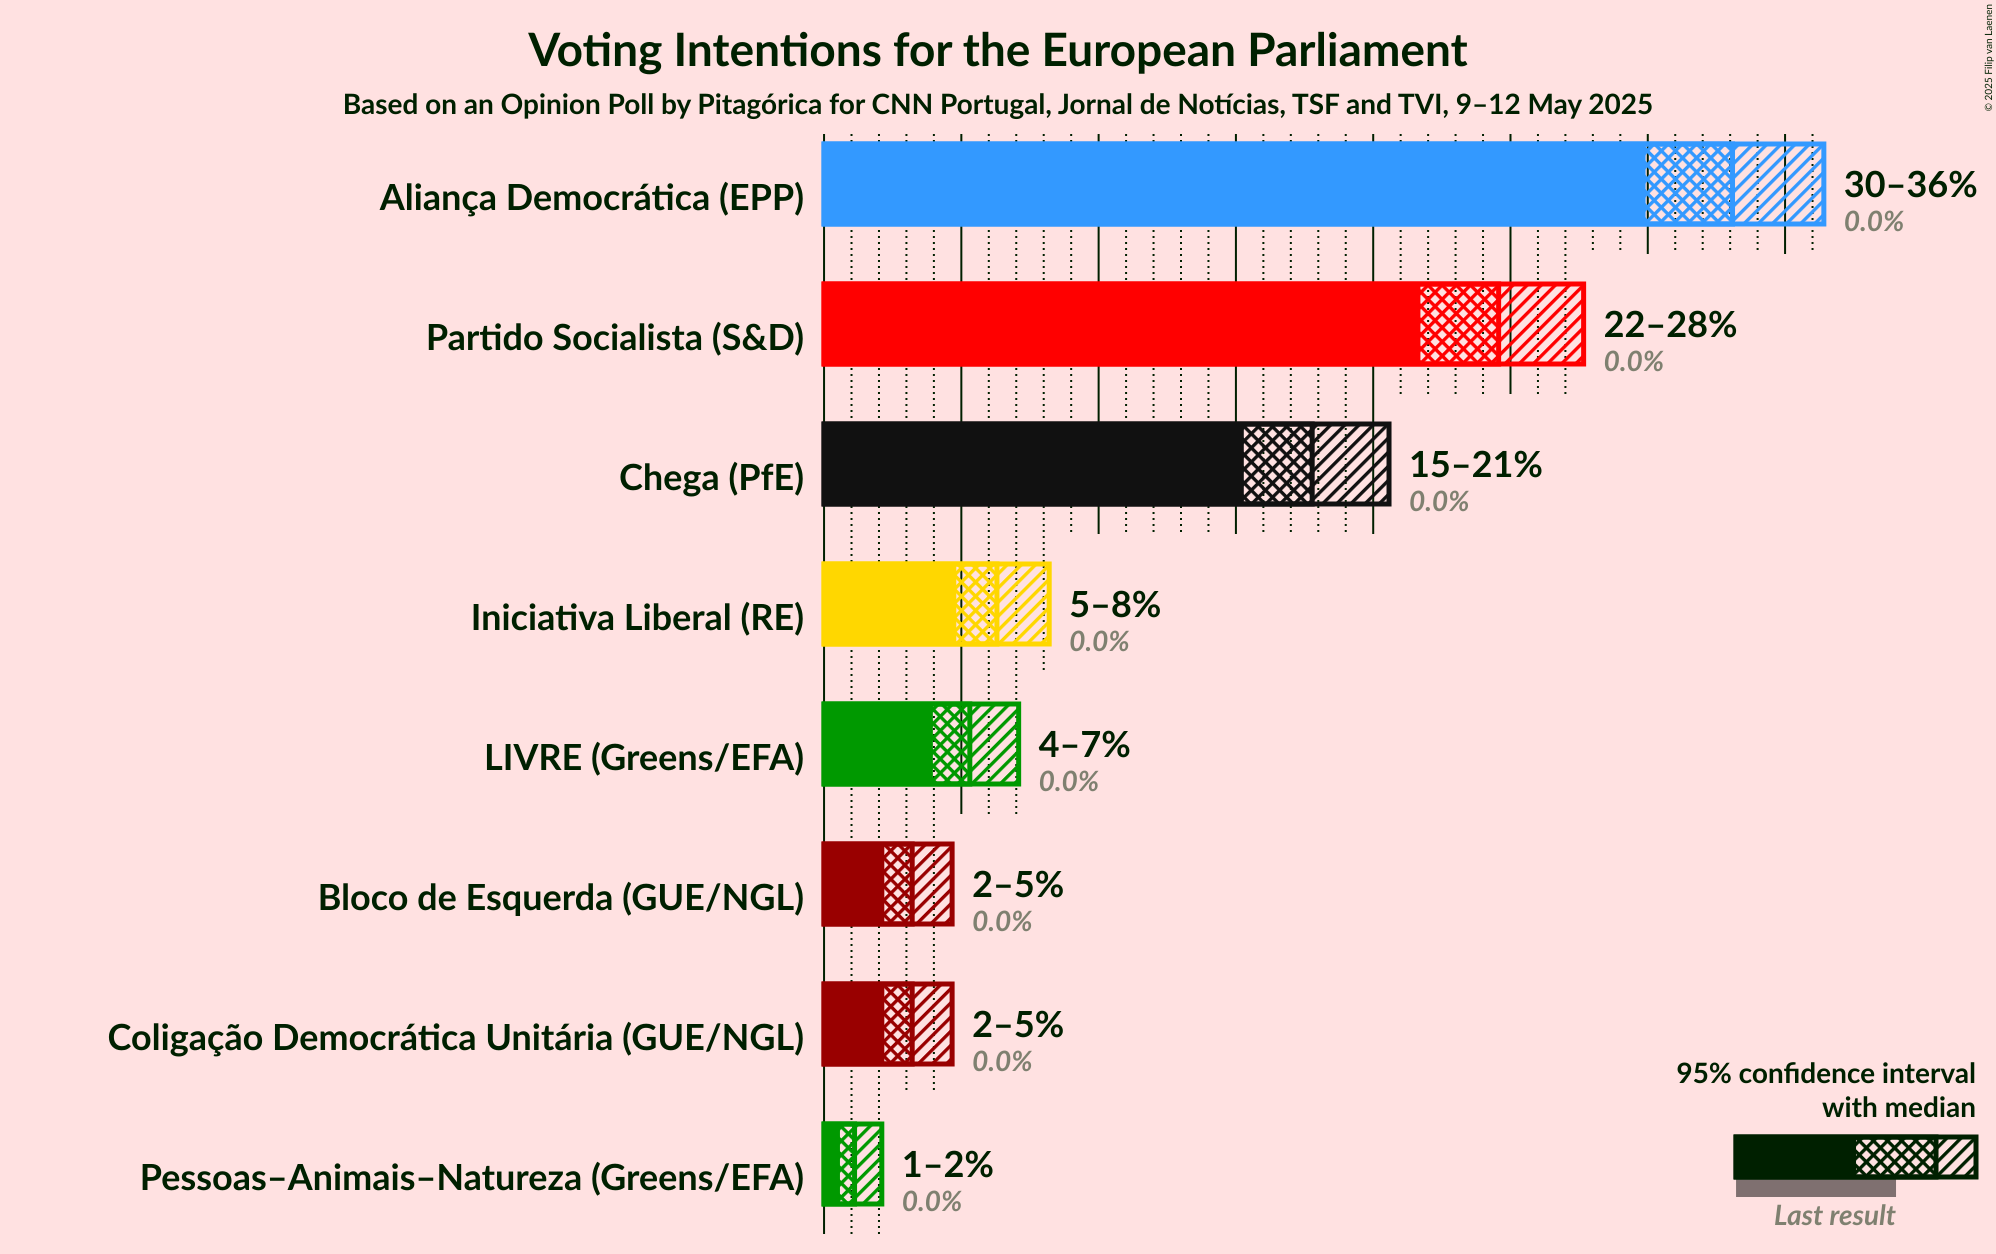 Voting Intentions for the European Parliament
Based on an Opinion Poll by Pitagórica for CNN Portugal, Jornal de Notícias, TSF and TVI, 9–12 May 2025
© 2025 Filip van Laenen
Aliança Democrática (EPP)
30–36%
0.0%
Partido Socialista (S&D)
22–28%
0.0%
Chega (PfE)
15–21%
0.0%
Iniciativa Liberal (RE)
5–8%
0.0%
LIVRE (Greens/EFA)
4–7%
0.0%
Bloco de Esquerda (GUE/NGL)
2–5%
0.0%
Coligação Democrática Unitária (GUE/NGL)
2–5%
0.0%
Pessoas–Animais–Natureza (Greens/EFA)
1–2%
0.0%
95% confidence interval
with median
Last result